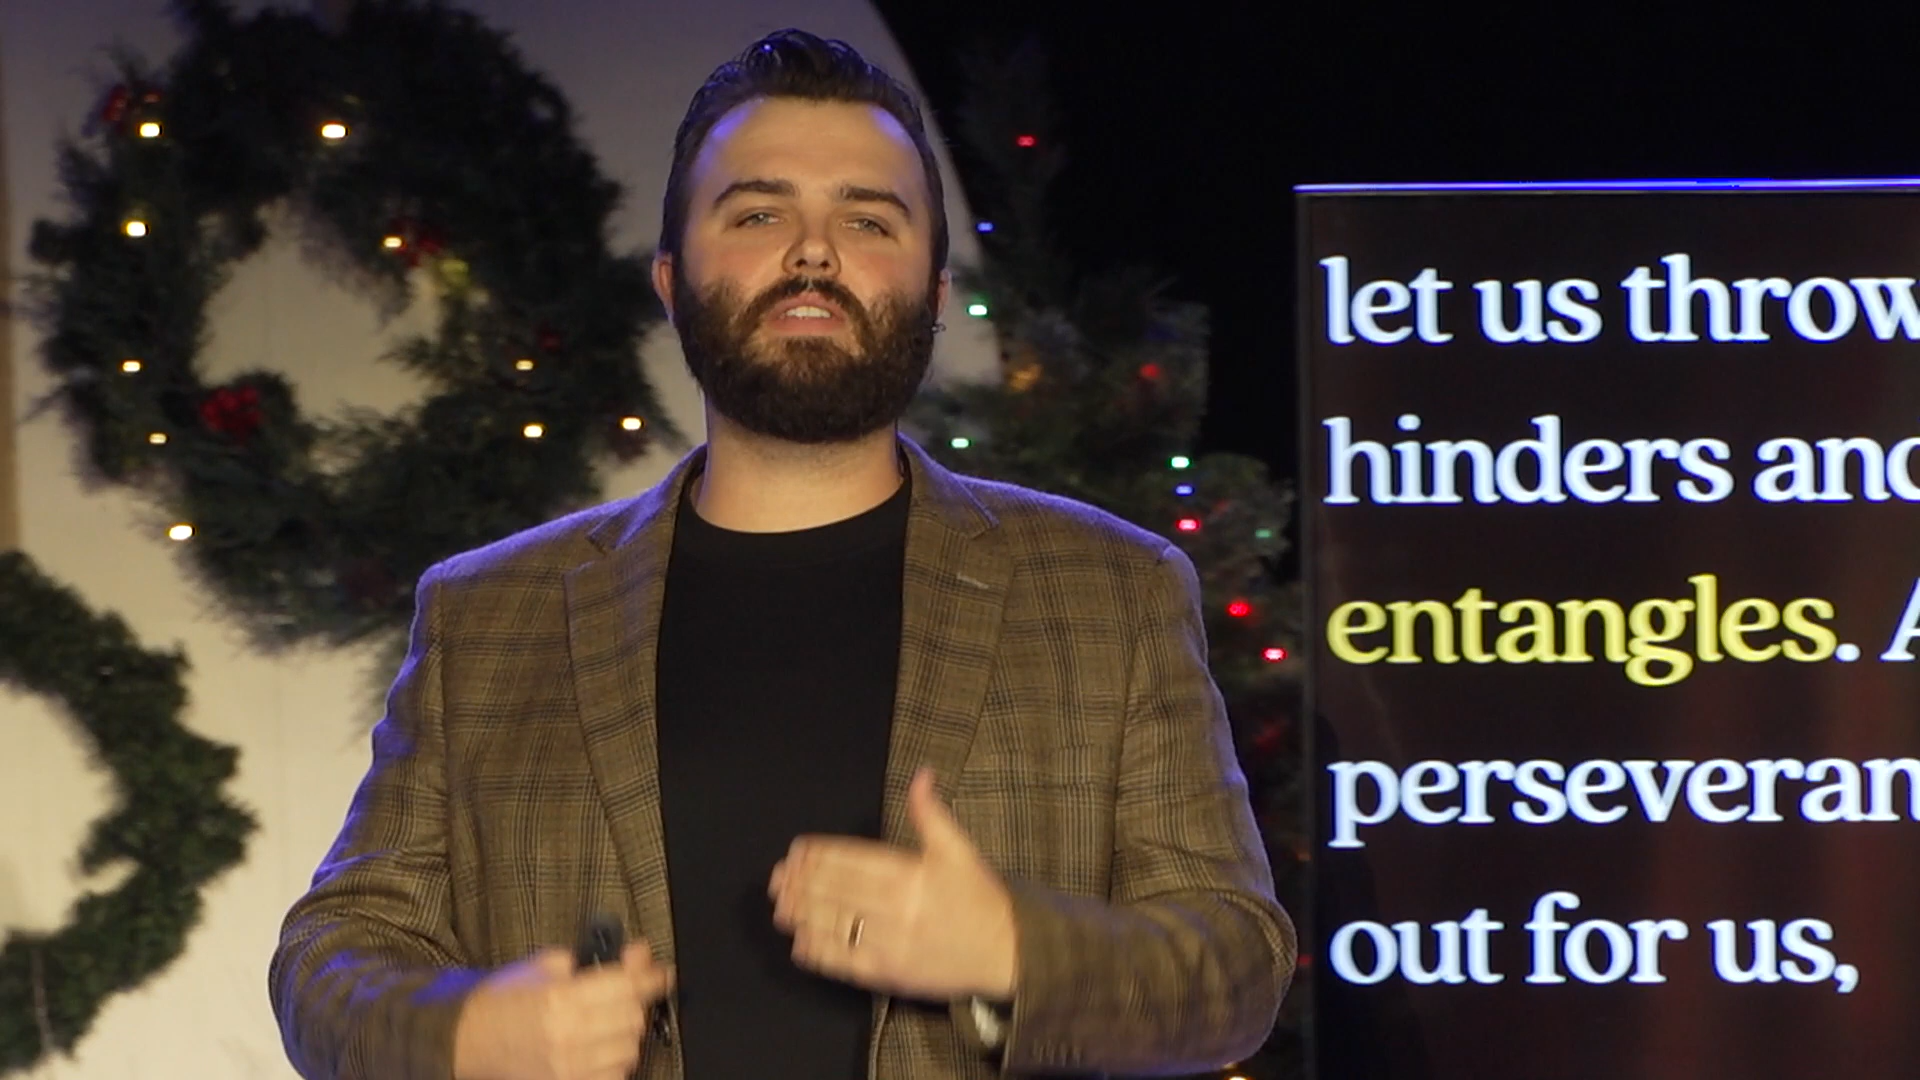 let us throw
hinders and
entangles. A
perseveran
out for us,